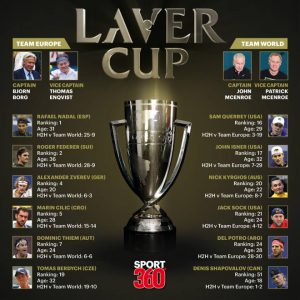 LAVER
CUP
TEAM EUROPE
CAPTAIN
BJORN
BORG
VICE CAPTAIN
THOMAS
ENQVIST
RAFAEL NADAL (ESP)
Ranking: 1
Age: 31
H2H v Team World: 25-9
ROGER FEDERER (SUI)
Ranking: 2
Age: 36
H2H v Team World: 28-9
ALEXANDER ZVEREV (GER)
Ranking: 4
Age: 20
H2H v Team World: 6-3
MARIN CILIC (CRO)
Ranking: 5
Age: 28
H2H v Team World: 14-15
DOMINIC THIEM (AUT)
Ranking: 7
Age: 24
H2H v Team World: 6-6
TOMAS BERDYCH (CZE)
Ranking: 19
Age: 31
H2H v Team World: 19-10
TEAM WORLD
CAPTAIN
JOHN
MCENROE
VICE CAPTAIN
PATRICK
MCENROE
SAM QUERREY (USA)
Ranking: 16
Age: 29
H2H v Team Europe: 3-19
JOHN ISNER (USA)
Ranking: 17
Age: 32
H2H v Team Europe: 7-29
NICK KYRGIOS (AUS)
Ranking: 20
Age: 22
H2H v Team Europe: 8-11
JACK SOCK (USA)
Ranking: 21
Age: 24
H2H v Team Europe: 4-12
DEL POTRO (ARG)
Ranking: 28
Age: 28
H2H v Team Europe:
DENIS SHAPOVALOV (CAN)
Ranking: 51
Age: 18
H2H v Team Europe: 1-2
SPORT
360